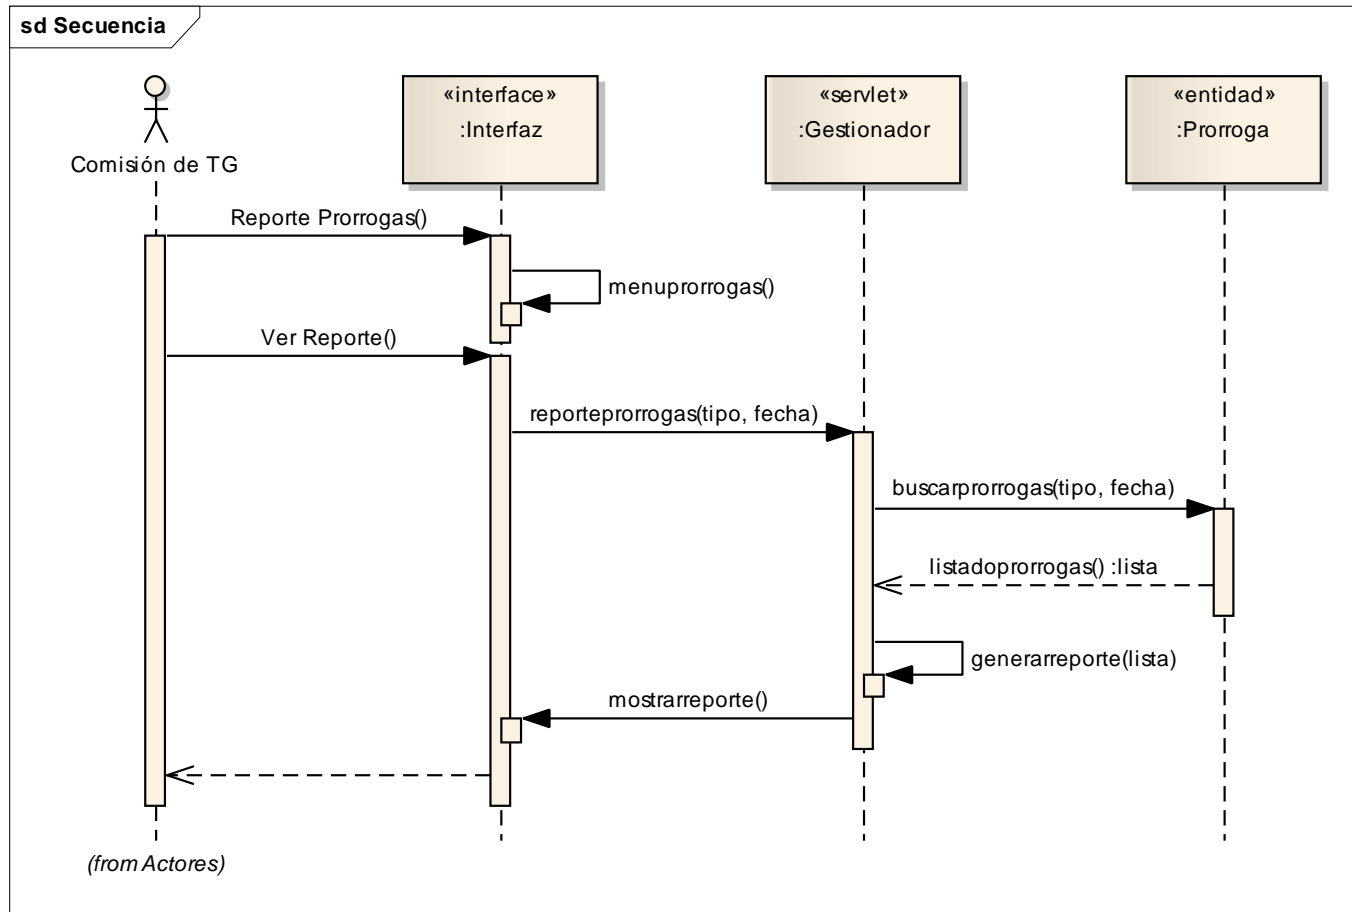 sd Secuencia
«interface»
:Interfaz
«servlet»
:Gestionador
«entidad»
:Prorroga
Comisión de TG
Reporte Prorrogas()
menuprorrogas()
Ver Reporte()
reporteprorrogas(tipo, fecha)
buscarprorrogas(tipo, fecha)
listadoprorrogas() :lista
generarreporte(lista)
mostrarreporte()
(from Actores)